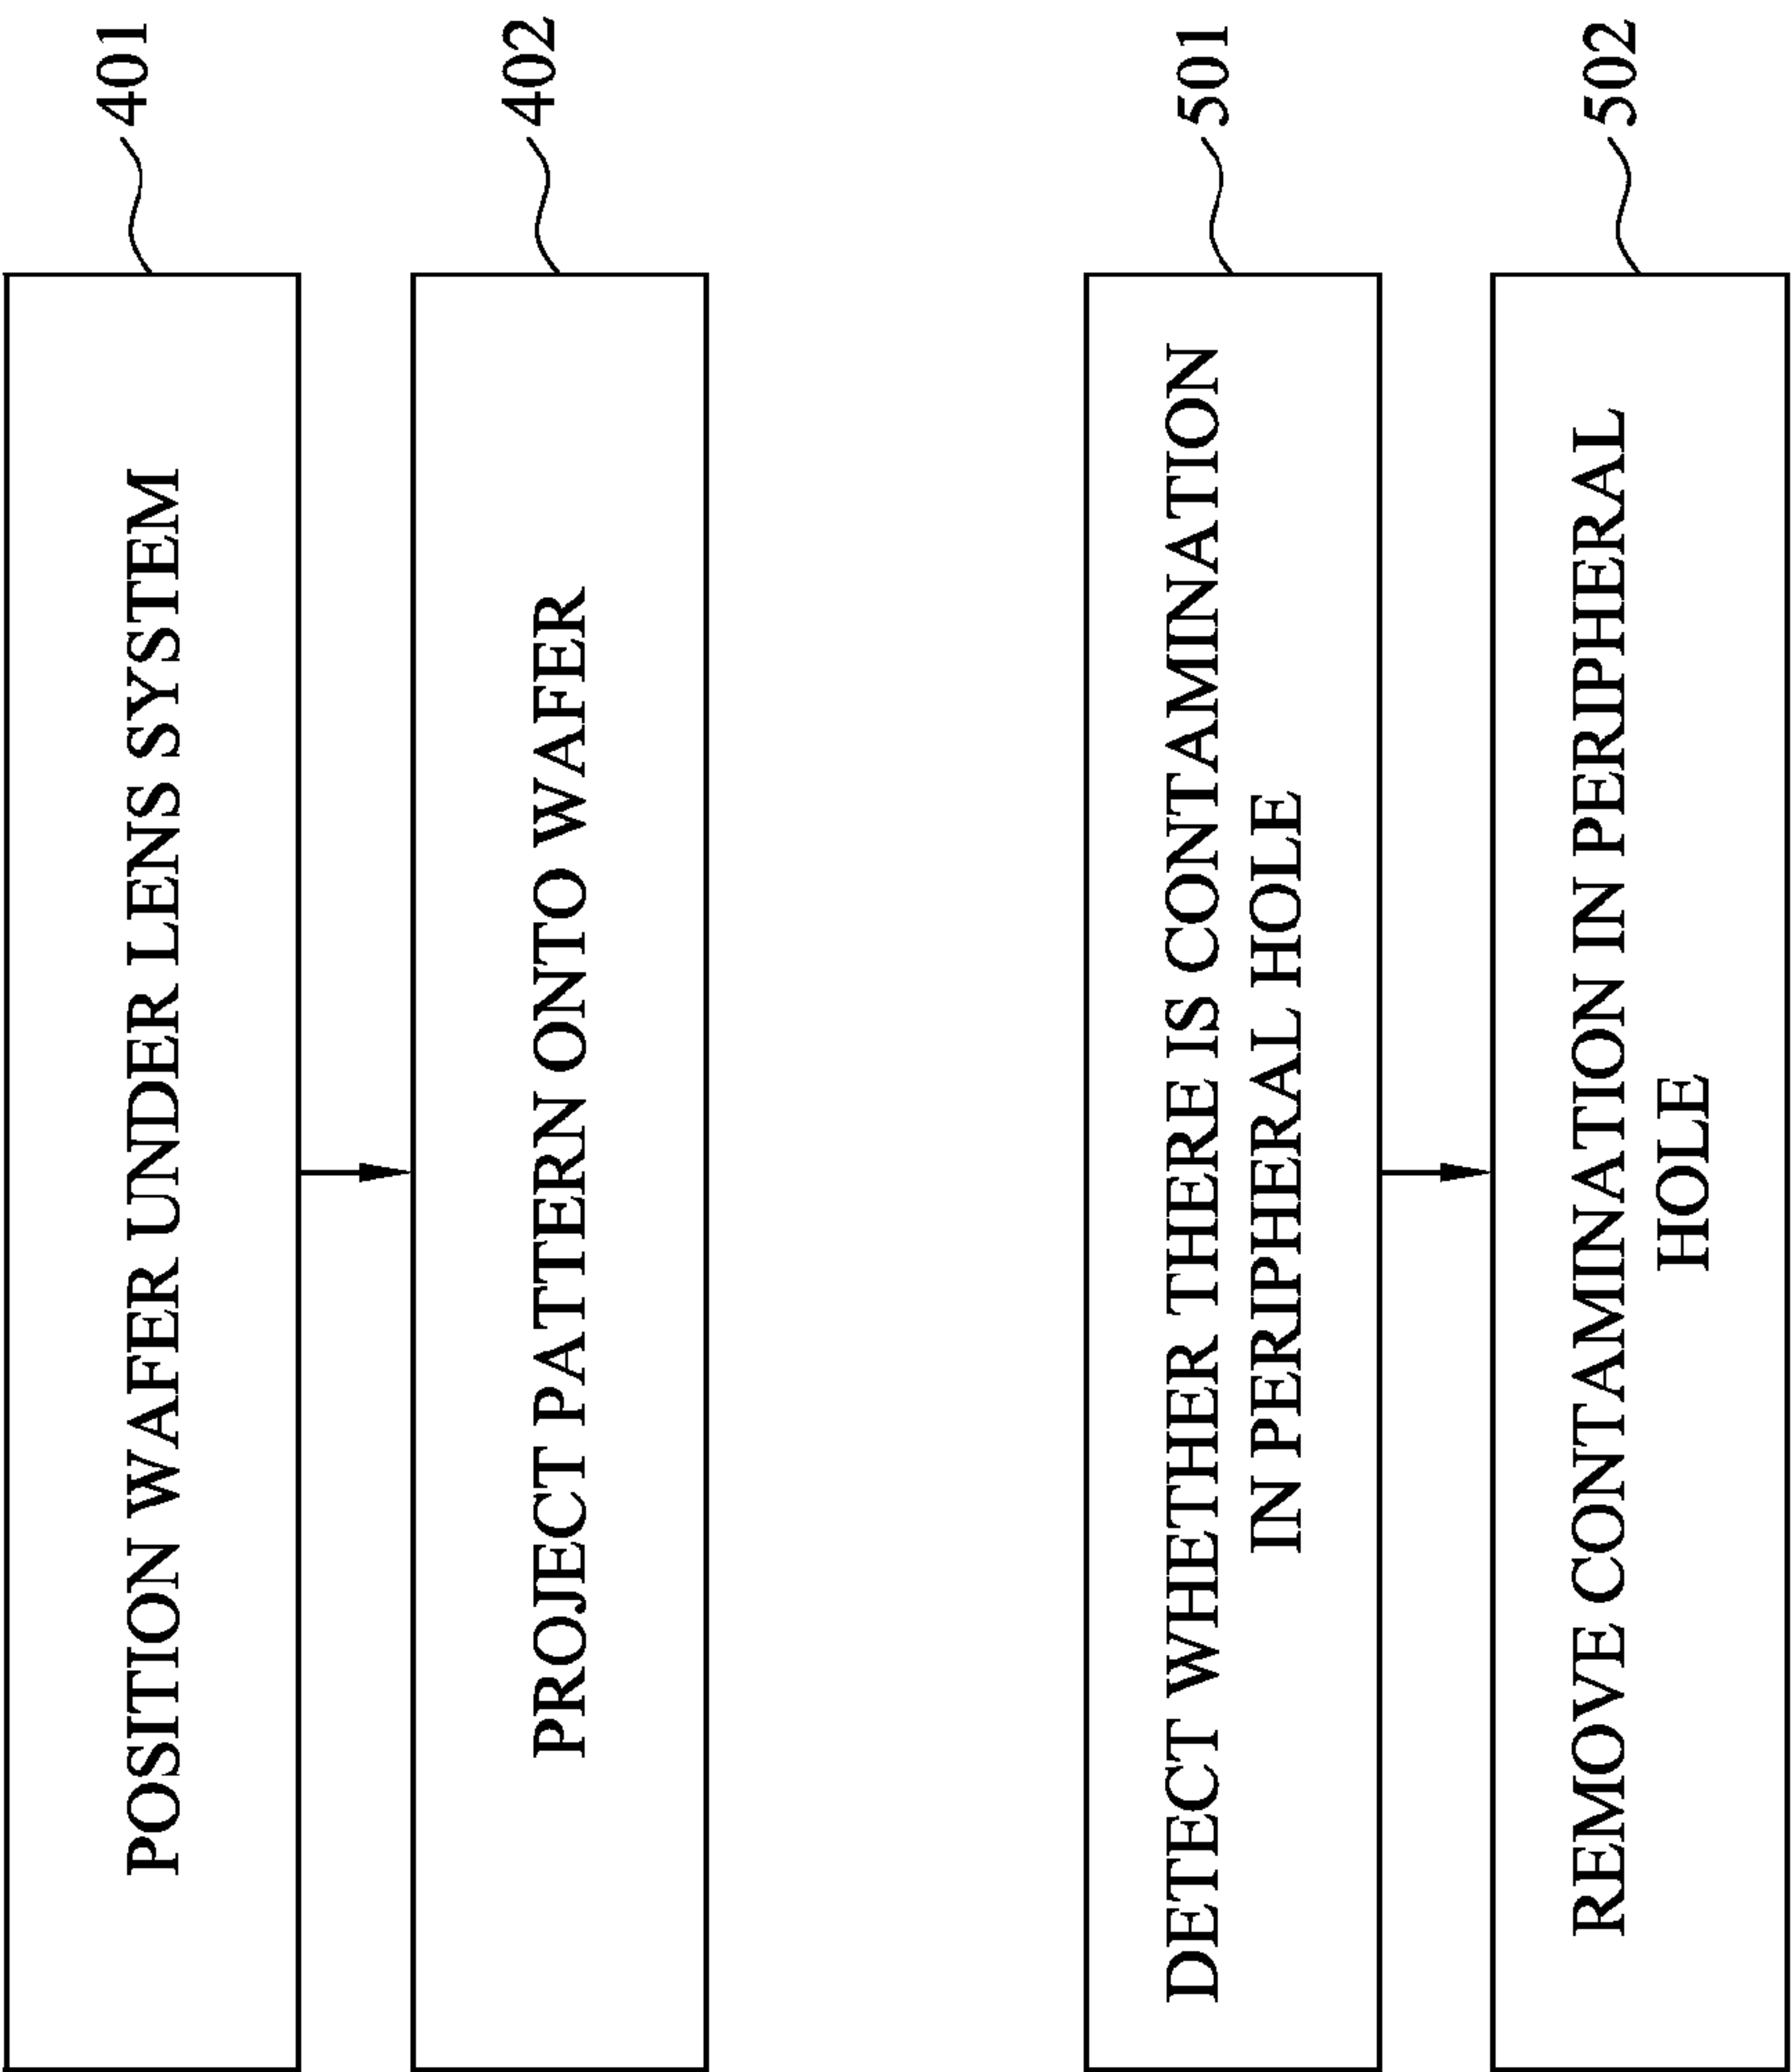 POSITION WAFER UNDER LENS SYSTEM
401
PROJECT PATTERN ONTO WAFER
402
DETECT WHETHER THERE IS CONTAMINATION
IN PERIPHERAL HOLE
501
REMOVE CONTAMINATION IN PERIPHERAL
HOLE
502